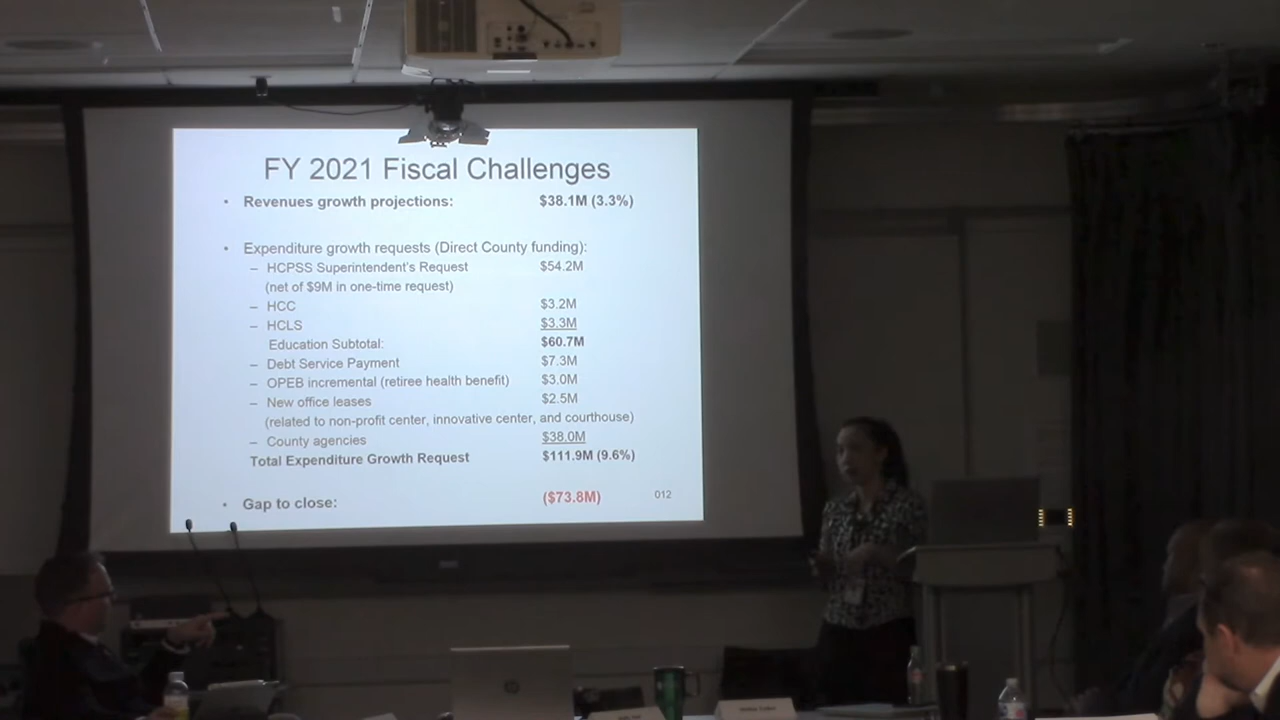 FY 2021 Fiscal Challenges
• Revenues growth projections: $38.1M (3.3%)
• Expenditure growth requests (Direct County funding):
– HCPSS Superintendent's Request $54.2M
(net of $9M in one-time request)
– HCC $3.2M
– HCLS $3.3M
Education Subtotal: $60.7M
– Debt Service Payment $7.3M
– OPEB incremental (retiree health benefit) $3.0M
– New office leases $2.5M
(related to non-profit center, innovative center, and courthouse)
– County agencies $38.0M
Total Expenditure Growth Request $111.9M (9.6%)
• Gap to close: ($73.8M)
012
hp